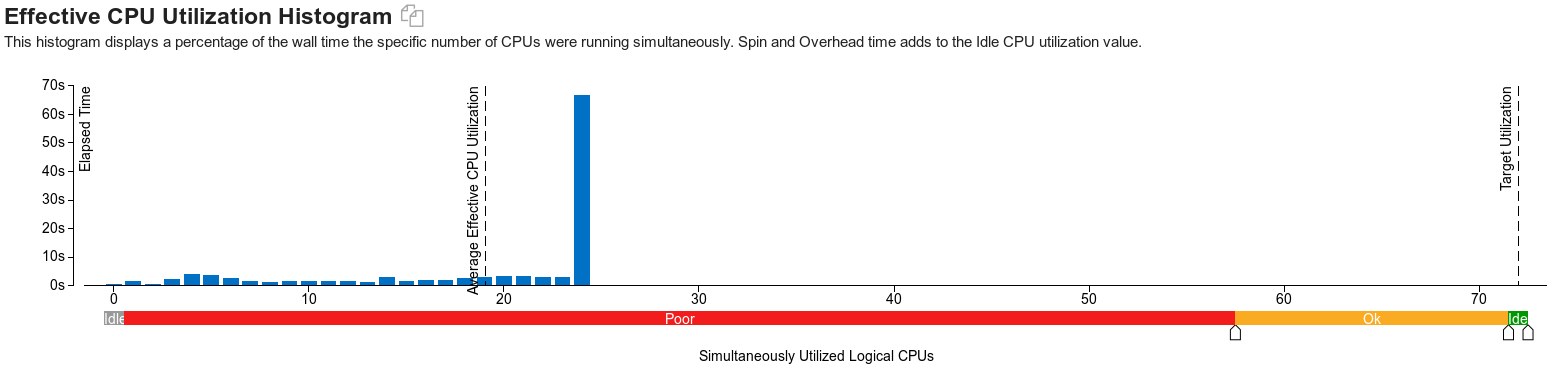 Effective CPU Utilization Histogram
This histogram displays a percentage of the wall time the specific number of CPUs were running simultaneously. Spin and Overhead time adds to the Idle CPU utilization value.
70s
60s
50s
40s
30s
20s
10s
0s
Elapsed Time
Average Effective CPU Utilization
Target Utilization
0 10 20 30 40 50 60 70
Idle Poor Ok Ide
Simultaneously Utilized Logical CPUs